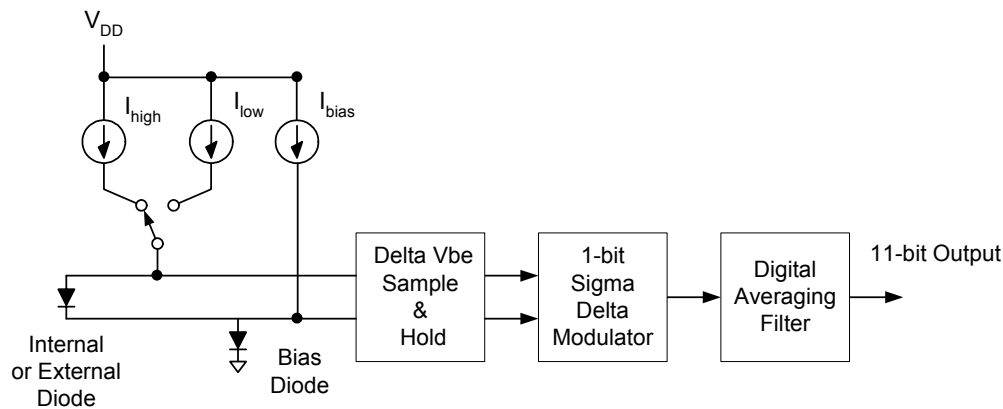 V_DD
I_high
I_low
I_bias
Delta Vbe
Sample
&
Hold
1-bit
Sigma
Delta
Modulator
Digital
Averaging
Filter
11-bit Output
Internal
or External
Diode
Bias
Diode